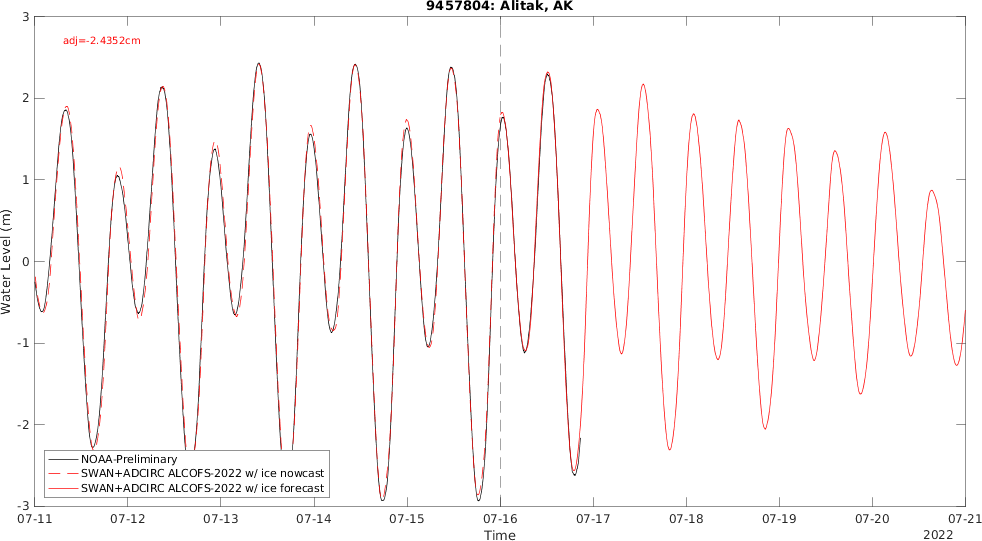 9457804: Alitak, AK
adj=-2.4352cm
3
2
1
0
-1
-2
-3
Water Level (m)
NOAA-Preliminary
SWAN+ADCIRC ALCOFS-2022 w/ ice nowcast
SWAN+ADCIRC ALCOFS-2022 w/ ice forecast
07-11 07-12 07-13 07-14 07-15 07-16 07-17 07-18 07-19 07-20 07-21
Time
2022